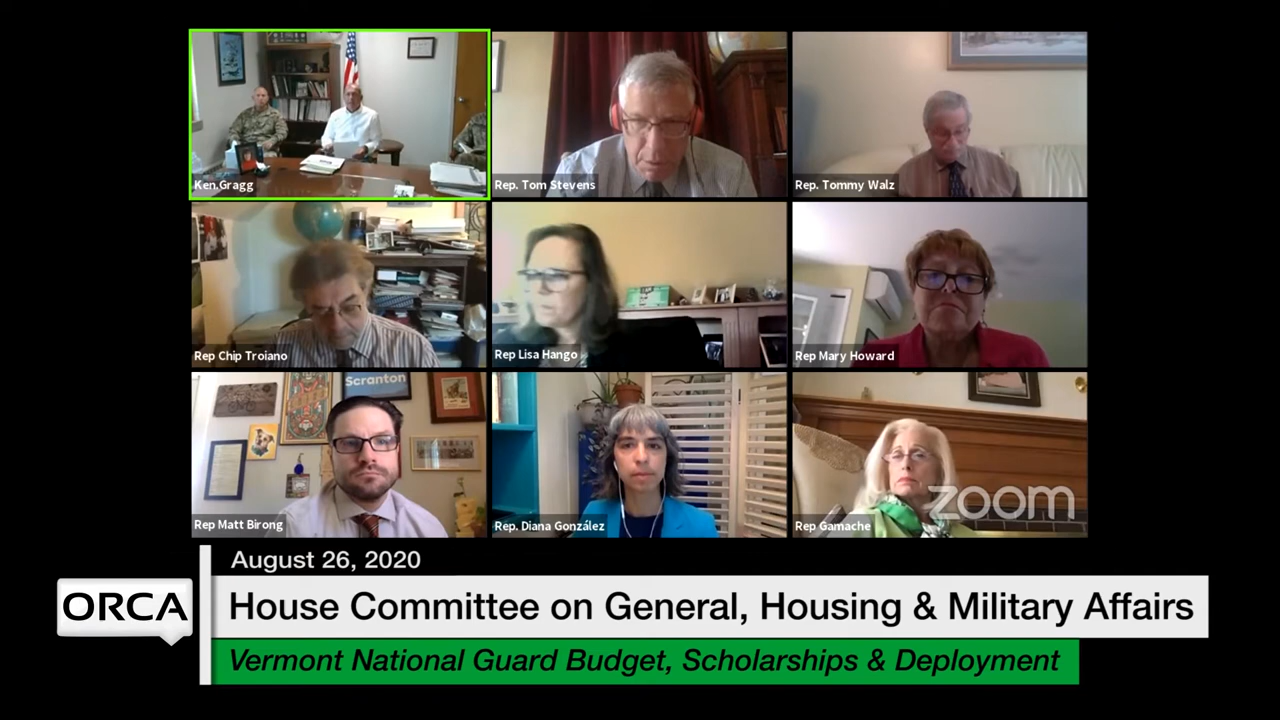 Ken.Gragg
Rep. Tom Stevens
Rep. Tommy Walz
Rep Chip Troiano
Rep Lisa Hango
Rep Mary Howard
Scranton
Rep Matt Birong
Rep. Diana González
Rep Gamache
zoom
August 26, 2020
ORCA
House Committee on General, Housing & Military Affairs
Vermont National Guard Budget, Scholarships & Deployment